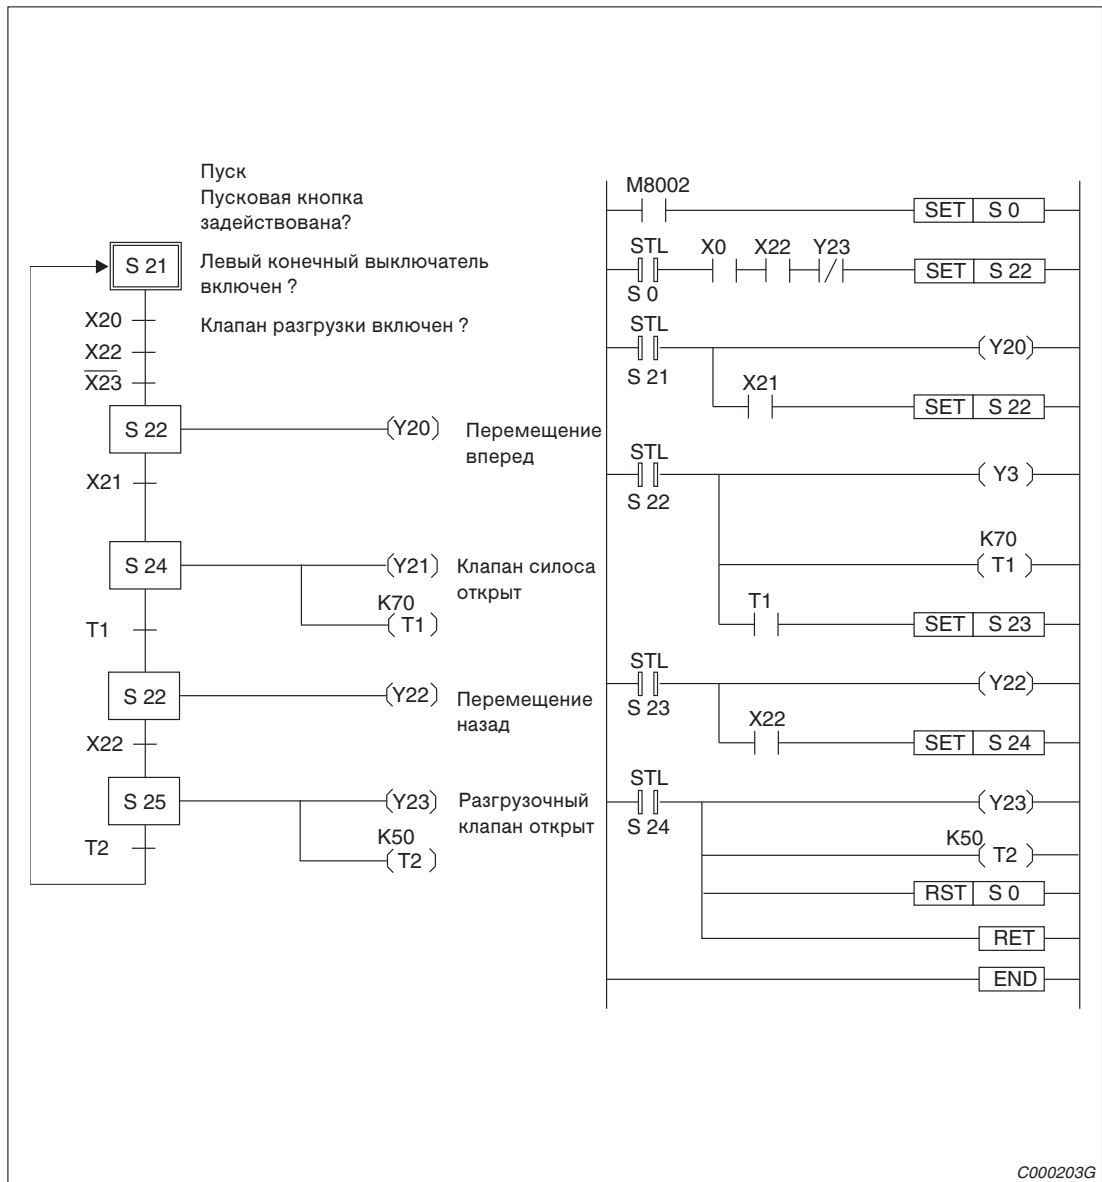 Пуск
Пусковая кнопка
задействована?
S 21
Левый конечный выключатель
включен ?
X20
Клапан разгрузки включен ?
X22
X23
S 22
(Y20)
Перемещение
вперед
X21
S 24
(Y21)
Клапан силоса
открыт
K70
(T1)
T1
S 22
(Y22)
Перемещение
назад
X22
S 25
(Y23)
Разгрузочный
клапан открыт
K50
(T2)
T2
M8002
SET S 0
STL
X0 X22 Y23
SET S 22
S 0
STL
(Y20)
S 21
X21
SET S 22
STL
(Y3)
S 22
K70
(T1)
T1
SET S 23
STL
(Y22)
S 23
X22
SET S 24
STL
(Y23)
S 24
K50
(T2)
RST S 0
RET
END
C000203G